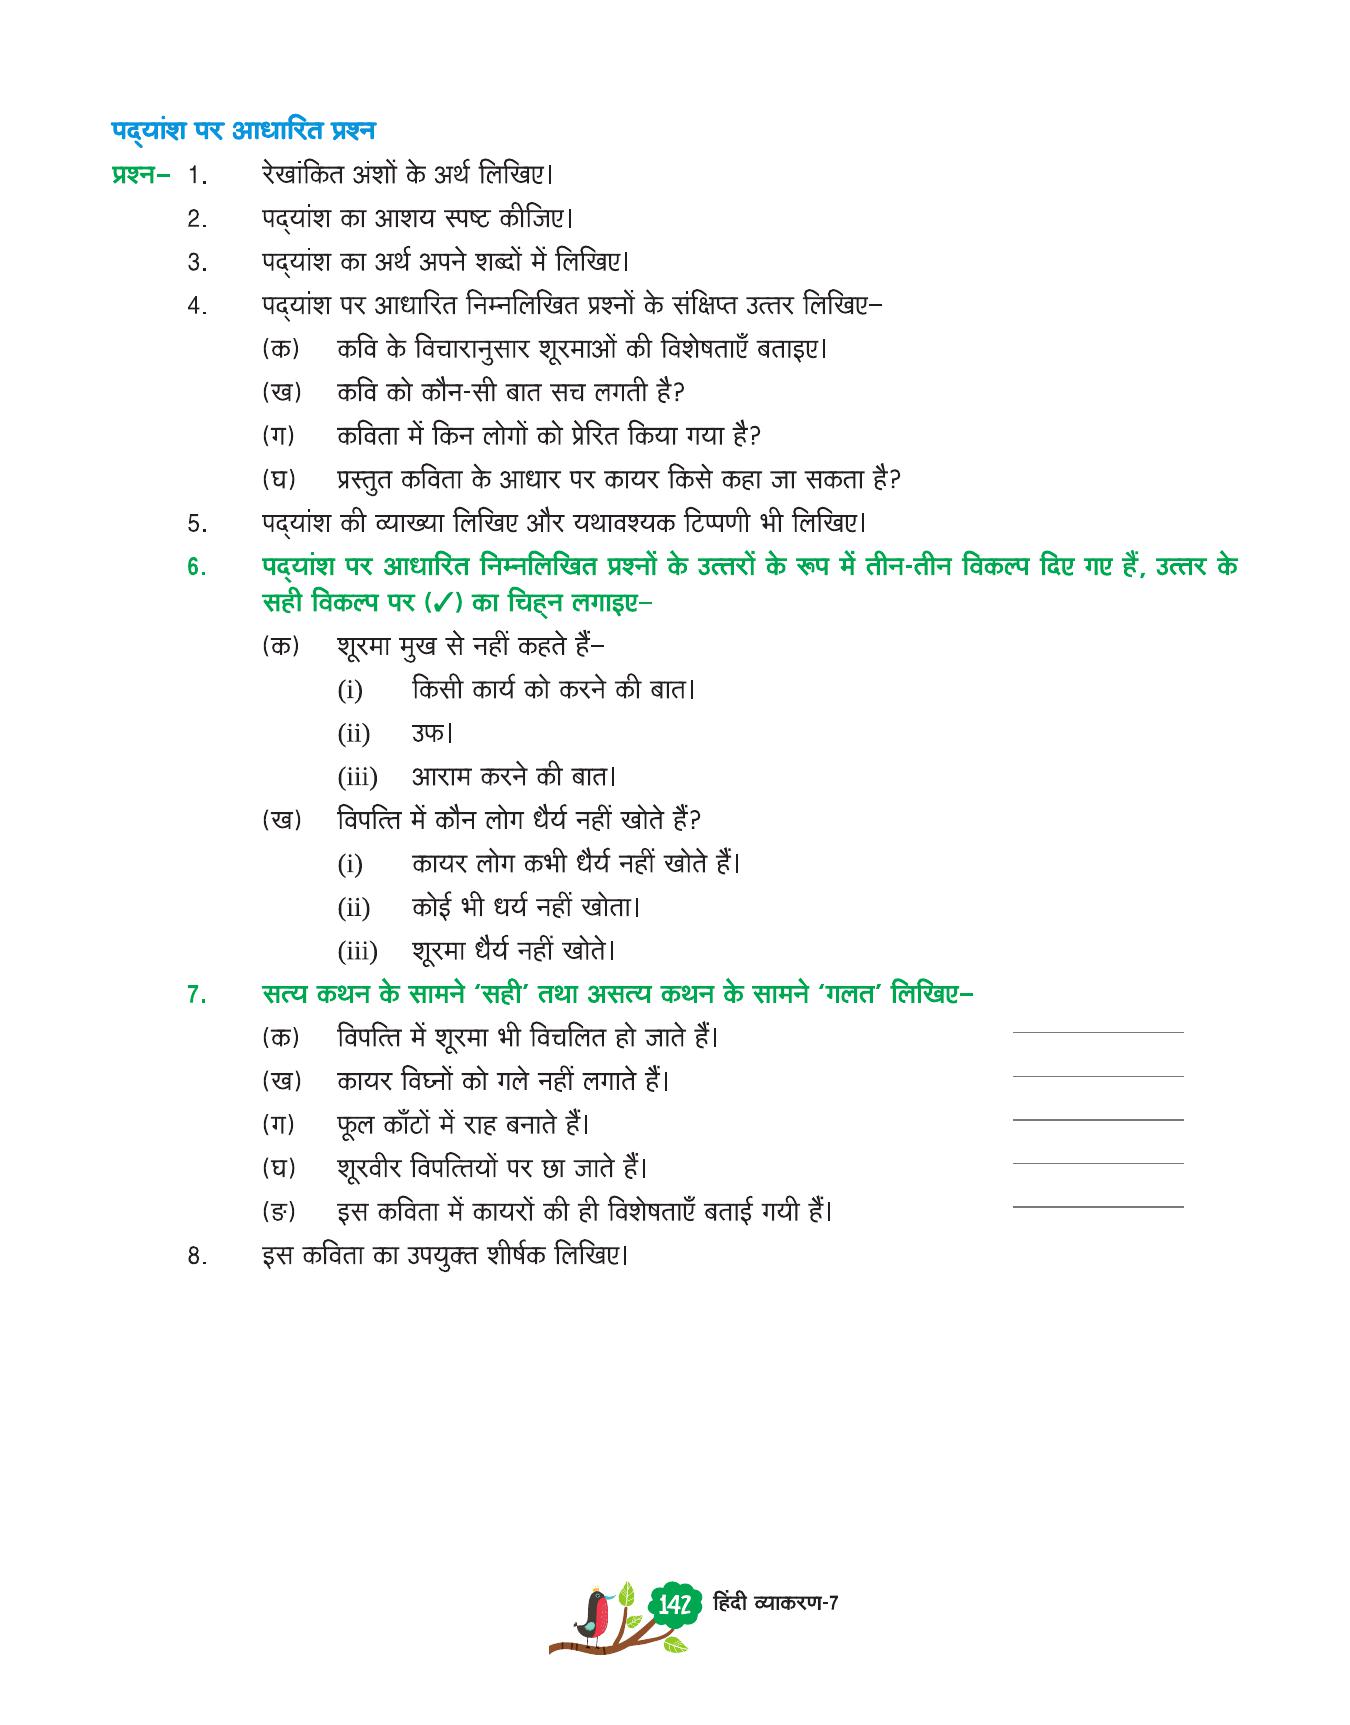 पद्‌यांश पर आधारित प्रश्न
प्रश्न– 1. रेखांकित अंशों के अर्थ लिखिए।
2. पद्‌यांश का आशय स्पष्ट कीजिए।
3. पद्‌यांश का अर्थ अपने शब्दों में लिखिए।
4. पद्‌यांश पर आधारित निम्नलिखित प्रश्नों के संक्षिप्त उत्तर लिखिए–
(क) कवि के विचारानुसार शूरमाओं की विशेषताएँ बताइए।
(ख) कवि को कौन-सी बात सच लगती है?
(ग) कविता में किन लोगों को प्रेरित किया गया है?
(घ) प्रस्तुत कविता के आधार पर कायर किसे कहा जा सकता है?
5. पद्‌यांश की व्याख्या लिखिए और यथावश्यक टिप्पणी भी लिखिए।
6. पद्‌यांश पर आधारित निम्नलिखित प्रश्नों के उत्तरों के रूप में तीन-तीन विकल्प दिए गए हैं, उत्तर के
सही विकल्प पर (✓) का चिह्‌न लगाइए–
(क) शूरमा मुख से नहीं कहते हैं–
(i) किसी कार्य को करने की बात।
(ii) उफ।
(iii) आराम करने की बात।
(ख) विपत्ति में कौन लोग धैर्य नहीं खोते हैं?
(i) कायर लोग कभी धैर्य नहीं खोते हैं।
(ii) कोई भी धर्य नहीं खोता।
(iii) शूरमा धैर्य नहीं खोते।
7. सत्य कथन के सामने ‘सही’ तथा असत्य कथन के सामने ‘गलत’ लिखिए–
(क) विपत्ति में शूरमा भी विचलित हो जाते हैं।
(ख) कायर विघ्नों को गले नहीं लगाते हैं।
(ग) फूल काँटों में राह बनाते हैं।
(घ) शूरवीर विपत्तियों पर छा जाते हैं।
(ङ) इस कविता में कायरों की ही विशेषताएँ बताई गयी हैं।
8. इस कविता का उपयुक्त शीर्षक लिखिए।
142 हिंदी व्याकरण-7